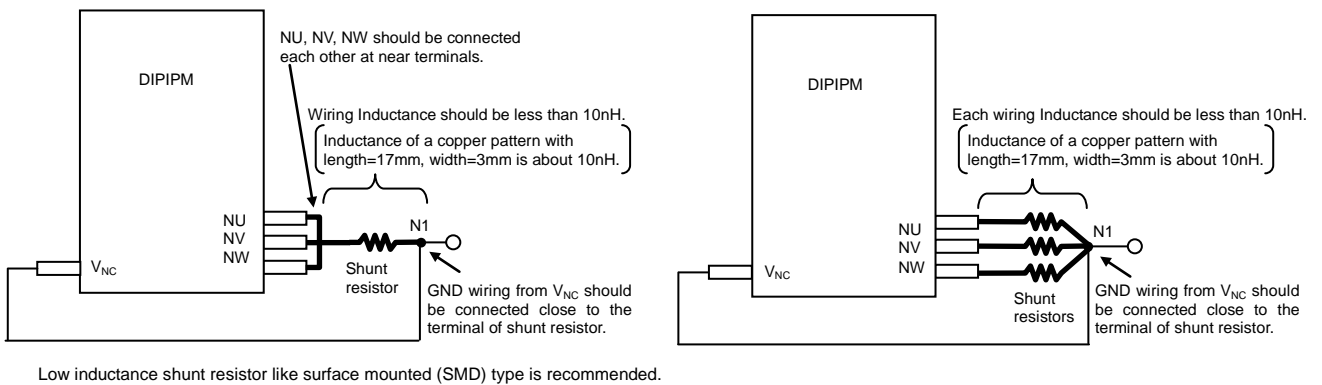 NU, NV, NW should be connected
each other at near terminals.
DIPIPM
Wiring Inductance should be less than 10nH.
Inductance of a copper pattern with
length=17mm, width=3mm is about 10nH.
NU
NV
NW
N1
VNC
Shunt
resistor
GND wiring from VNC should
be connected close to the
terminal of shunt resistor.
DIPIPM
Each wiring Inductance should be less than 10nH.
Inductance of a copper pattern with
length=17mm, width=3mm is about 10nH.
NU
NV
NW
N1
VNC
Shunt
resistors
GND wiring from VNC should
be connected close to the
terminal of shunt resistor.
Low inductance shunt resistor like surface mounted (SMD) type is recommended.